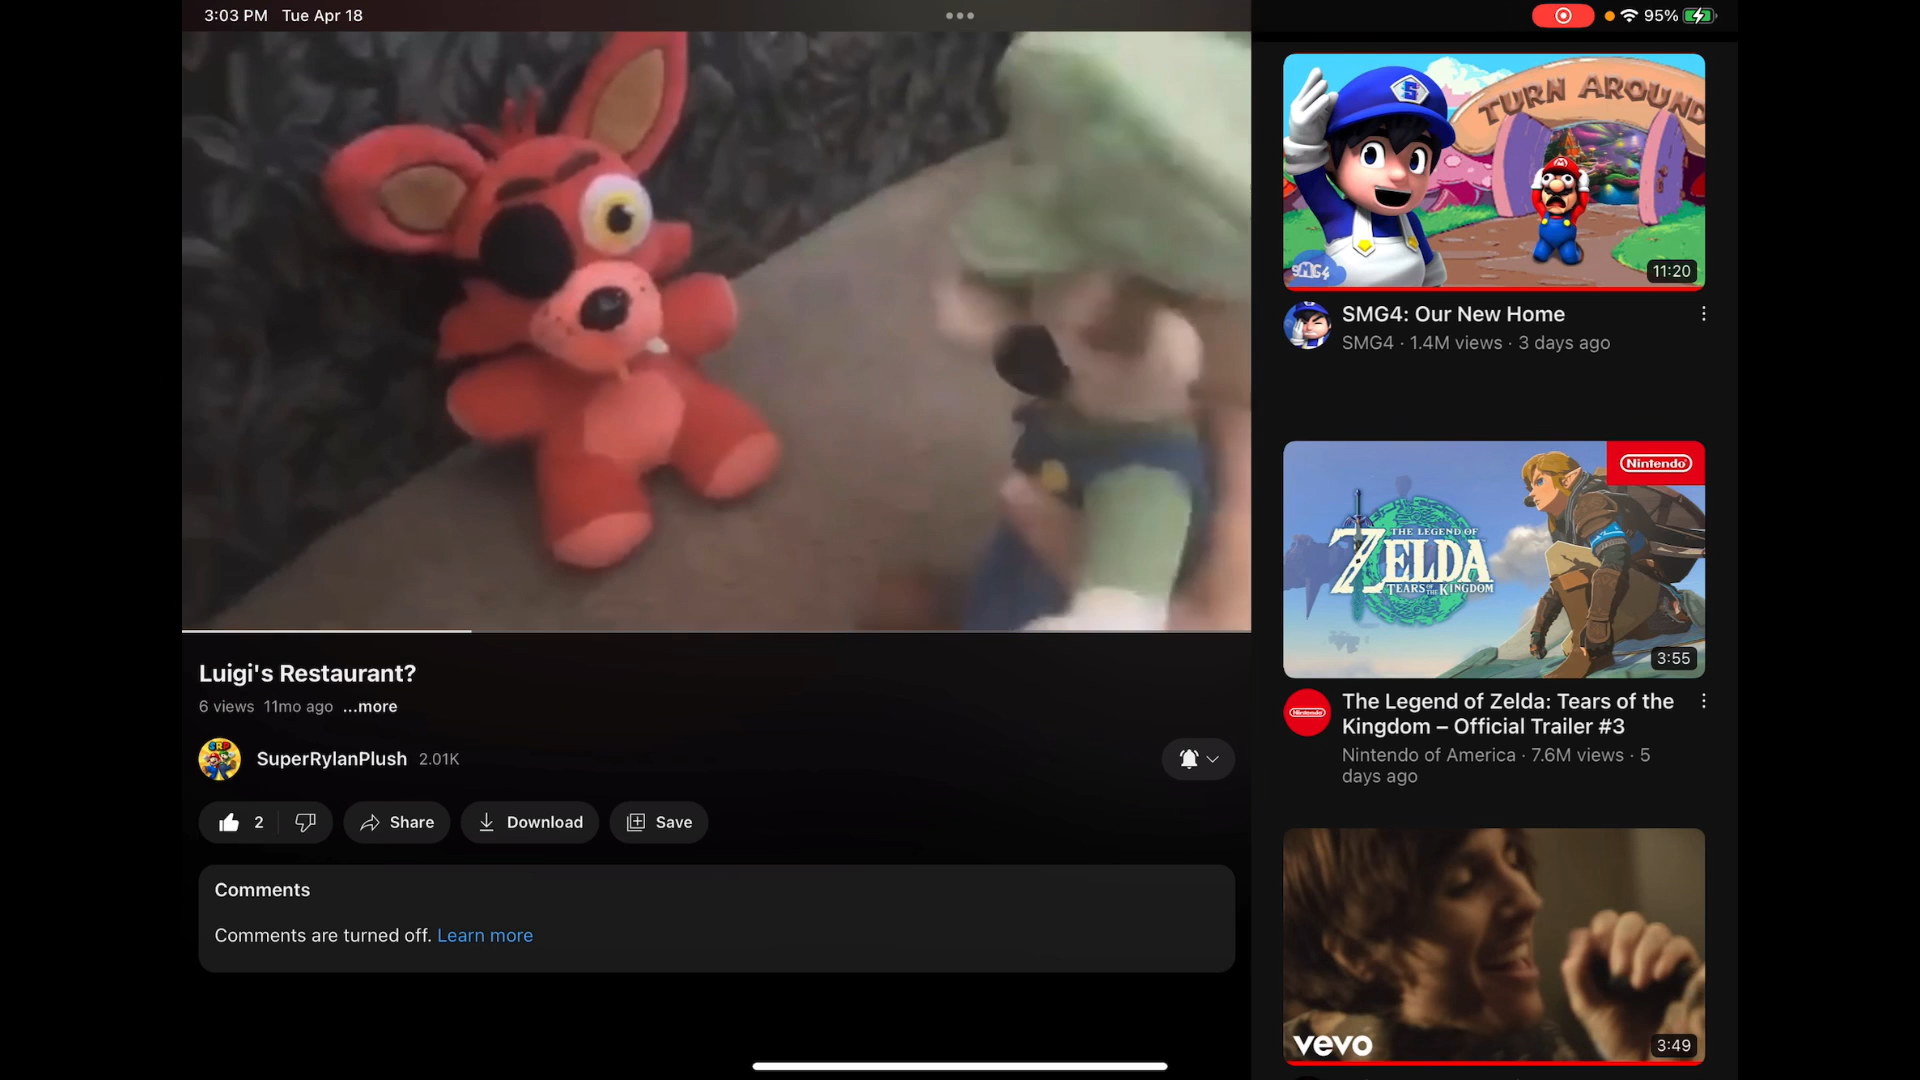 3:03 PM Tue Apr 18
95%
Luigi's Restaurant?
6 views 11mo ago ...more
SRP
SuperRylanPlush 2.01K
2
Share
Download
Save
Comments
Comments are turned off. Learn more
TURN AROUND
S
SMG4
11:20
SMG4: Our New Home
SMG4 · 1.4M views · 3 days ago
Nintendo
THE LEGEND OF
ZELDA
TEARS OF THE KINGDOM
3:55
Nintendo
The Legend of Zelda: Tears of the
Kingdom – Official Trailer #3
Nintendo of America · 7.6M views · 5
days ago
vevo
3:49